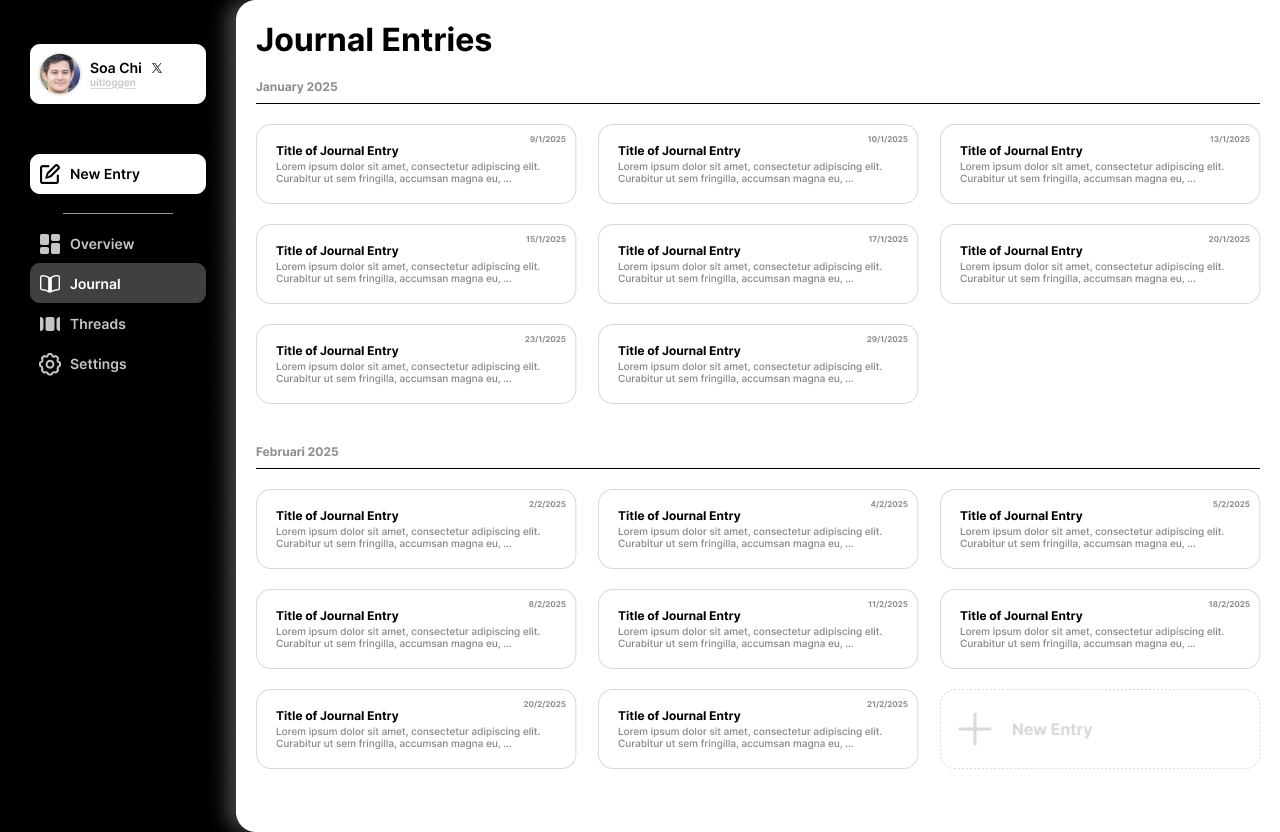 Soa Chi 𝕏
uitloggen
New Entry
Overview
Journal
Threads
Settings
Journal Entries
January 2025
9/1/2025
Title of Journal Entry
Lorem ipsum dolor sit amet, consectetur adipiscing elit.
Curabitur ut sem fringilla, accumsan magna eu, ...
10/1/2025
Title of Journal Entry
Lorem ipsum dolor sit amet, consectetur adipiscing elit.
Curabitur ut sem fringilla, accumsan magna eu, ...
13/1/2025
Title of Journal Entry
Lorem ipsum dolor sit amet, consectetur adipiscing elit.
Curabitur ut sem fringilla, accumsan magna eu, ...
15/1/2025
Title of Journal Entry
Lorem ipsum dolor sit amet, consectetur adipiscing elit.
Curabitur ut sem fringilla, accumsan magna eu, ...
17/1/2025
Title of Journal Entry
Lorem ipsum dolor sit amet, consectetur adipiscing elit.
Curabitur ut sem fringilla, accumsan magna eu, ...
20/1/2025
Title of Journal Entry
Lorem ipsum dolor sit amet, consectetur adipiscing elit.
Curabitur ut sem fringilla, accumsan magna eu, ...
23/1/2025
Title of Journal Entry
Lorem ipsum dolor sit amet, consectetur adipiscing elit.
Curabitur ut sem fringilla, accumsan magna eu, ...
29/1/2025
Title of Journal Entry
Lorem ipsum dolor sit amet, consectetur adipiscing elit.
Curabitur ut sem fringilla, accumsan magna eu, ...
Februari 2025
2/2/2025
Title of Journal Entry
Lorem ipsum dolor sit amet, consectetur adipiscing elit.
Curabitur ut sem fringilla, accumsan magna eu, ...
4/2/2025
Title of Journal Entry
Lorem ipsum dolor sit amet, consectetur adipiscing elit.
Curabitur ut sem fringilla, accumsan magna eu, ...
5/2/2025
Title of Journal Entry
Lorem ipsum dolor sit amet, consectetur adipiscing elit.
Curabitur ut sem fringilla, accumsan magna eu, ...
8/2/2025
Title of Journal Entry
Lorem ipsum dolor sit amet, consectetur adipiscing elit.
Curabitur ut sem fringilla, accumsan magna eu, ...
11/2/2025
Title of Journal Entry
Lorem ipsum dolor sit amet, consectetur adipiscing elit.
Curabitur ut sem fringilla, accumsan magna eu, ...
18/2/2025
Title of Journal Entry
Lorem ipsum dolor sit amet, consectetur adipiscing elit.
Curabitur ut sem fringilla, accumsan magna eu, ...
20/2/2025
Title of Journal Entry
Lorem ipsum dolor sit amet, consectetur adipiscing elit.
Curabitur ut sem fringilla, accumsan magna eu, ...
21/2/2025
Title of Journal Entry
Lorem ipsum dolor sit amet, consectetur adipiscing elit.
Curabitur ut sem fringilla, accumsan magna eu, ...
New Entry